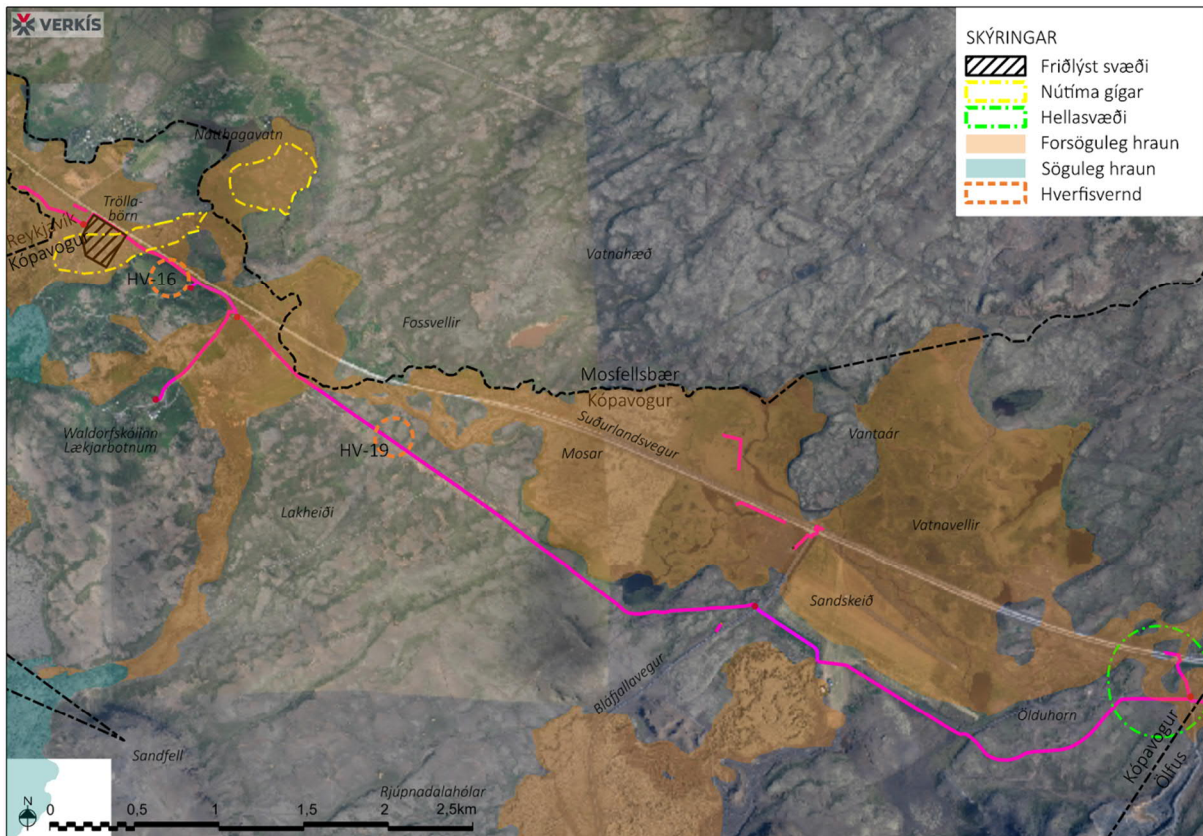 VERKÍS
SKÝRINGAR
Friðlýst svæði
Nútíma gígar
Hellasvæði
Forsöguleg hraun
Söguleg hraun
Hverfisvernd
Nátthagavatn
Trölla-
börn
Reykjavík
Kópavogur
HV-16
Vatnahæð
Fossvellir
Mosfellsbær
Kópavogur
Suðurlandsvegur
Mosar
HV-19
Vantaár
Waldorfskólinn
Lækjarbotnum
Lakheiði
Vatnavellir
Sandskeið
Bláfjallavegur
Ölduhorn
Kópavogur
Ölfus
Sandfell
Rjúpnadalahólar
N
0 0,5 1 1,5 2 2,5km